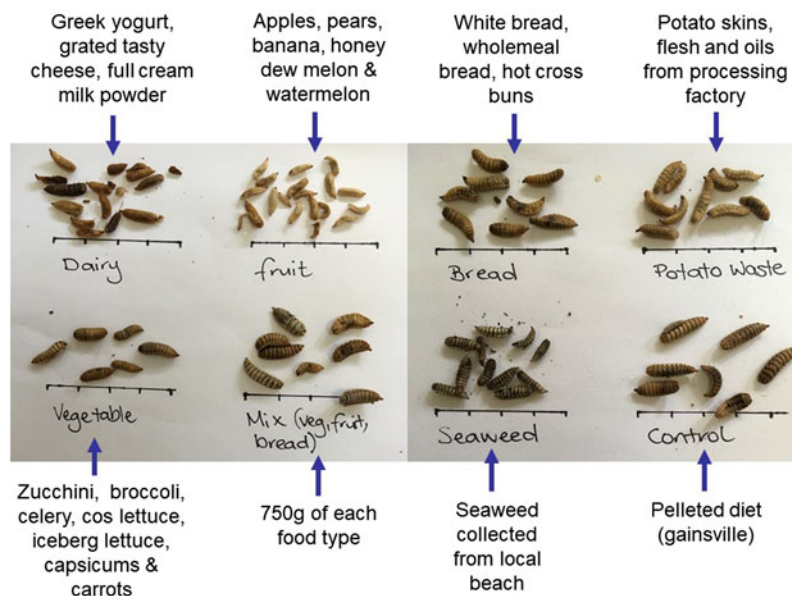 Greek yogurt,
grated tasty
cheese, full cream
milk powder
Apples, pears,
banana, honey
dew melon &
watermelon
White bread,
wholemeal
bread, hot cross
buns
Potato skins,
flesh and oils
from processing
factory
Dairy
fruit
Bread
Potato Waste
Vegetable
Mix (veg, fruit,
bread)
Seaweed
Control
Zucchini, broccoli,
celery, cos lettuce,
iceberg lettuce,
capsicums &
carrots
750g of each
food type
Seaweed
collected
from local
beach
Pelleted diet
(gainsville)